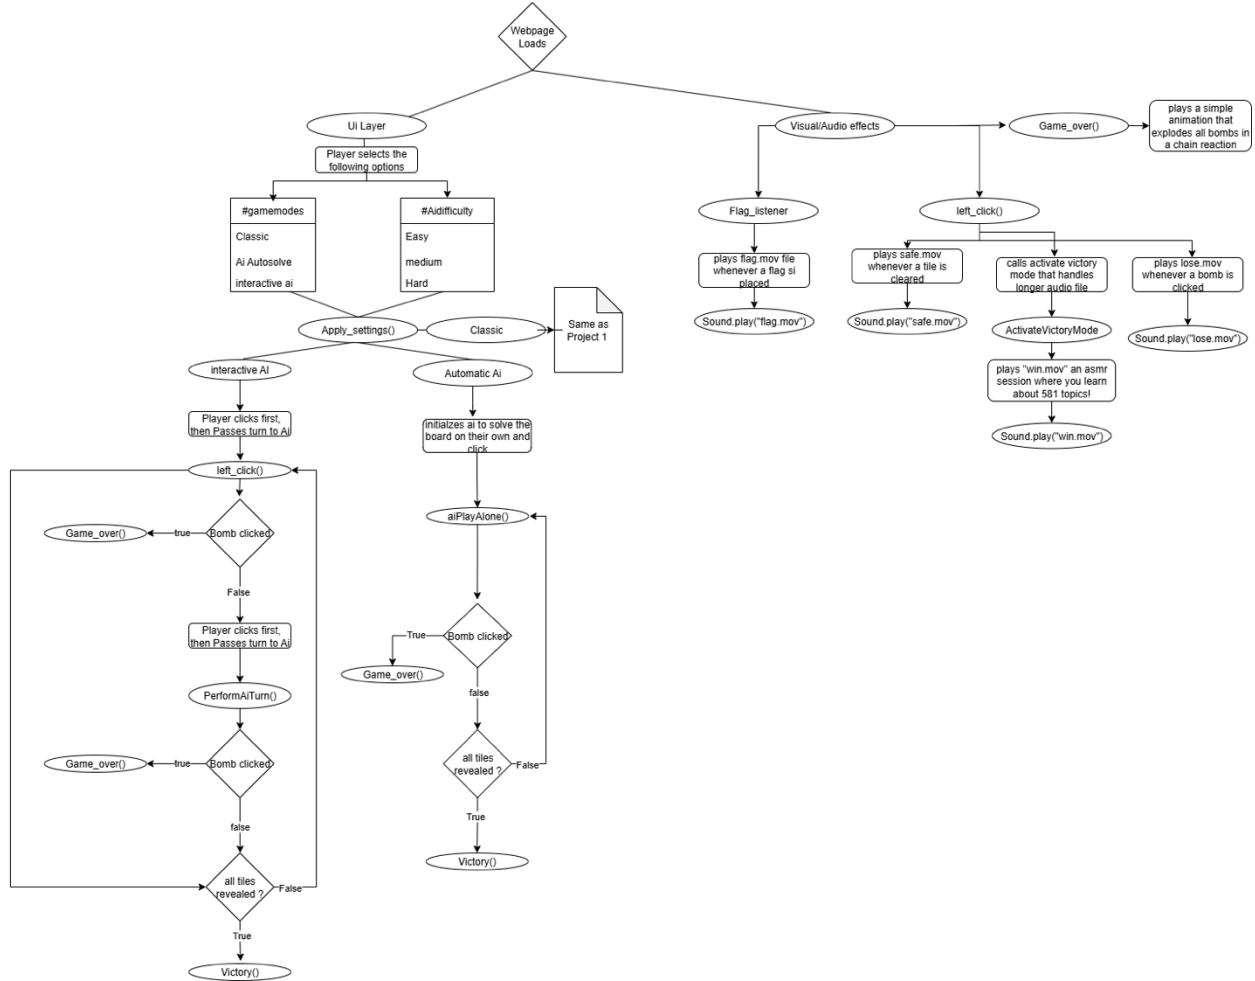 Webpage
Loads
Ui Layer
Player selects the
following options
#gamemodes
Classic
Ai Autosolve
interactive ai
#Aidifficulty
Easy
medium
Hard
Apply_settings()
Classic
Same as
Project 1
interactive AI
Player clicks first,
then Passes turn to Ai
left_click()
Bomb clicked
true
Game_over()
False
Player clicks first,
then Passes turn to Ai
PerformAiTurn()
Bomb clicked
true
Game_over()
false
all tiles
revealed ?
False
True
Victory()
Automatic Ai
initialzes ai to solve the
board on their own and
click
aiPlayAlone()
Bomb clicked
True
Game_over()
false
all tiles
revealed ?
False
True
Victory()
Visual/Audio effects
Game_over()
plays a simple
animation that
explodes all bombs in
a chain reaction
Flag_listener
plays flag.mov file
whenever a flag si
placed
Sound.play("flag.mov")
left_click()
plays safe.mov
whenever a tile is
cleared
Sound.play("safe.mov")
calls activate victory
mode that handles
longer audio file
ActivateVictoryMode
plays "win.mov" an asmr
session where you learn
about 581 topics!
Sound.play("win.mov")
plays lose.mov
whenever a bomb is
clicked
Sound.play("lose.mov")